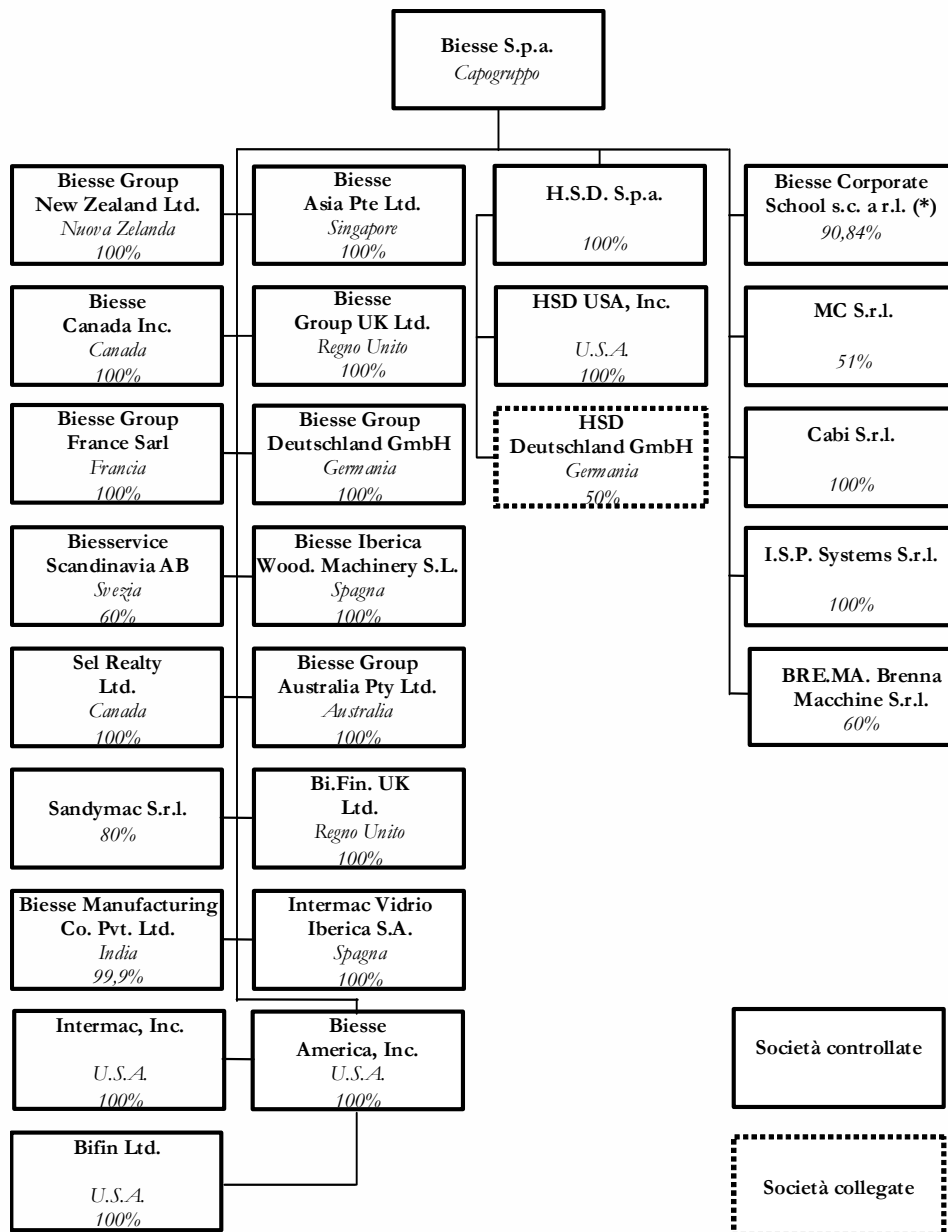 Biesse S.p.a.
Capogruppo
Biesse Group
New Zealand Ltd.
Nuova Zelanda
100%
Biesse
Asia Pte Ltd.
Singapore
100%
H.S.D. S.p.a.
100%
Biesse Corporate
School s.c. a r.l. (*)
90,84%
Biesse
Canada Inc.
Canada
100%
Biesse
Group UK Ltd.
Regno Unito
100%
HSD USA, Inc.
U.S.A.
100%
MC S.r.l.
51%
Biesse Group
France Sarl
Francia
100%
Biesse Group
Deutschland GmbH
Germania
100%
HSD
Deutschland GmbH
Germania
50%
Cabi S.r.l.
100%
Biesservice
Scandinavia AB
Svezia
60%
Biesse Iberica
Wood. Machinery S.L.
Spagna
100%
I.S.P. Systems S.r.l.
100%
Sel Realty
Ltd.
Canada
100%
Biesse Group
Australia Pty Ltd.
Australia
100%
BRE.MA. Brenna
Macchine S.r.l.
60%
Sandymac S.r.l.
80%
Bi.Fin. UK
Ltd.
Regno Unito
100%
Biesse Manufacturing
Co. Pvt. Ltd.
India
99,9%
Intermac Vidrio
Iberica S.A.
Spagna
100%
Intermac, Inc.
U.S.A.
100%
Biesse
America, Inc.
U.S.A.
100%
Società controllate
Bifin Ltd.
U.S.A.
100%
Società collegate